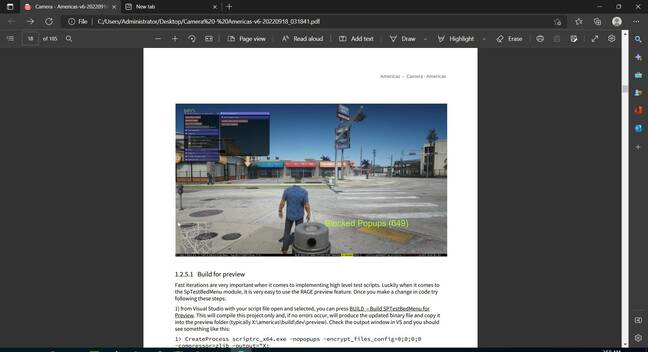 Camera - Americas-v6-20220918
New tab
File
C:/Users/Administrator/Desktop/Camera%20-%20Americas-v6-20220918_031841.pdf
18 of 185
Page view
Read aloud
Add text
Draw
Highlight
Erase
Americas - Camera - Americas
Blocked Popups (649)
1.2.5.1 Build for preview
Fast iterations are very important when it comes to implementing high level test scripts. Luckily when it comes to
the SpTestBedMenu module, it is very easy to use the RAGE preview feature. Once you make a change in code try
following these steps:
1) from Visual Studio with your script file open and selected, you can press BUILD - Build SPTestBedMenu for
Preview. This will compile this project only and, if no errors occur, will produce the updated binary file and copy it
into the preview folder (typically X:\americas\build\dev\preview). Check the output window in VS and you should
see something like this:
1> CreateProcess scriptrc_x64.exe -nopopups -encrypt_files_config=0;0;0;0
-compressor=zlib -output="X: